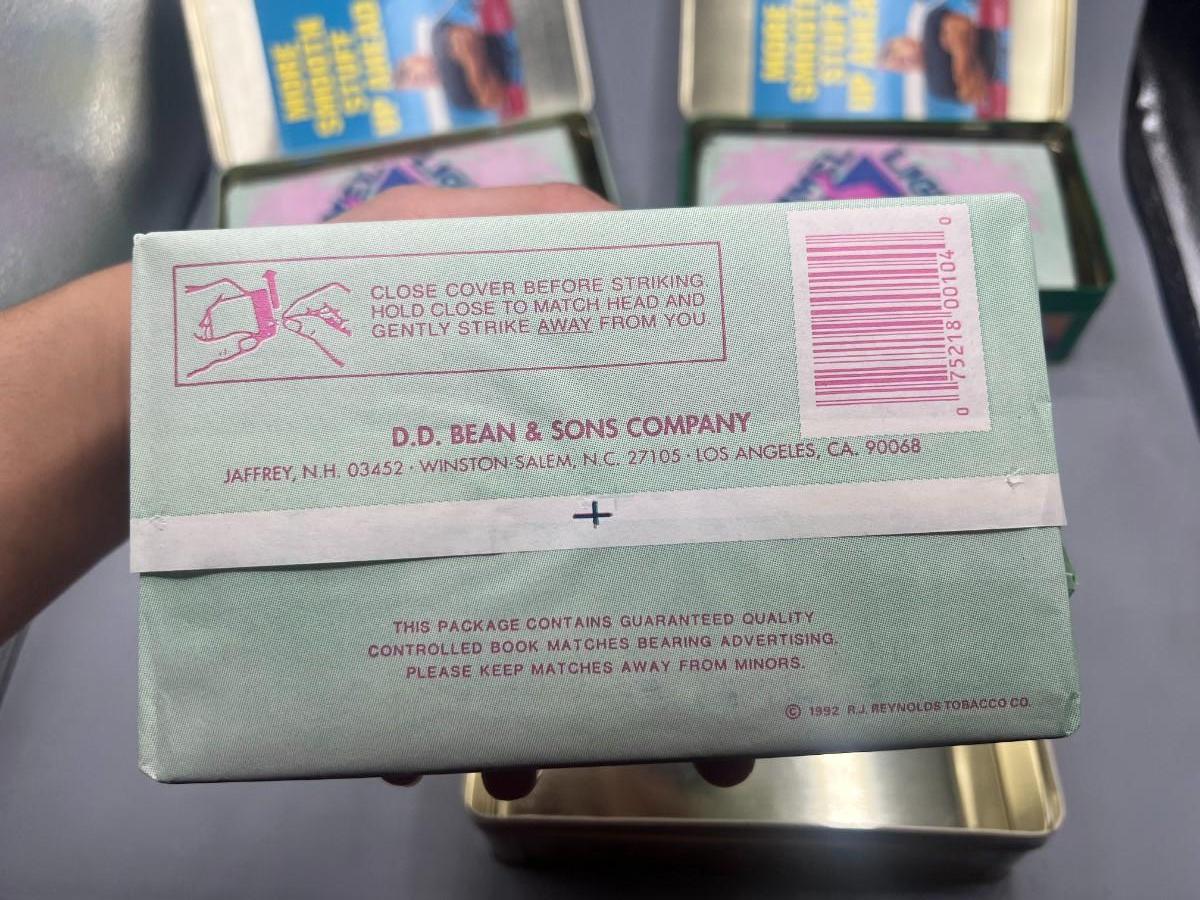 MORE
SMOOTH
STUFF
UP AHEAD
MORE
SMOOTH
STUFF
UP AHEAD
CLOSE COVER BEFORE STRIKING.
HOLD CLOSE TO MATCH HEAD AND
GENTLY STRIKE AWAY FROM YOU.
0 75218 00104 0
D.D. BEAN & SONS COMPANY
JAFFREY, N.H. 03452 · WINSTON-SALEM, N.C. 27105 · LOS ANGELES, CA. 90068
THIS PACKAGE CONTAINS GUARANTEED QUALITY
CONTROLLED BOOK MATCHES BEARING ADVERTISING.
PLEASE KEEP MATCHES AWAY FROM MINORS.
© 1992 R.J. REYNOLDS TOBACCO CO.